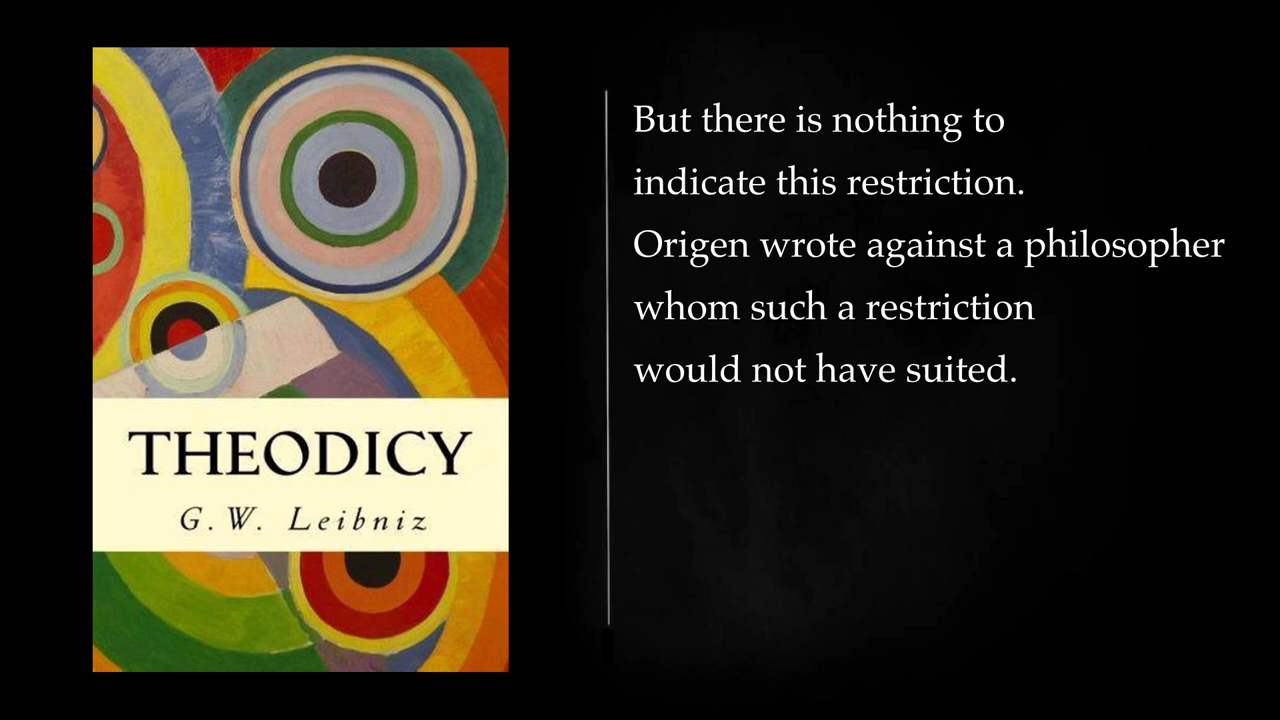 THEODICY
G. W. Leibniz
But there is nothing to
indicate this restriction.
Origen wrote against a philosopher
whom such a restriction
would not have suited.